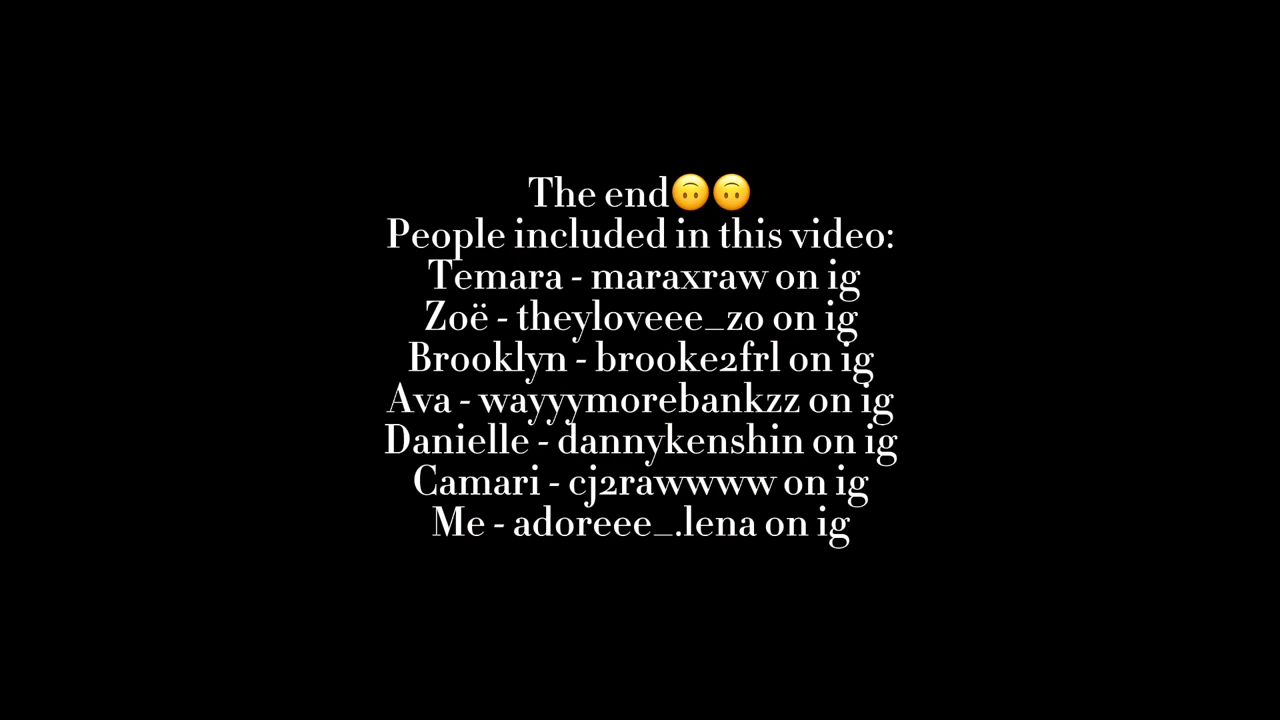 The end🙃🙃
People included in this video:
Temara - maraxraw on ig
Zoë - theyloveee_zo on ig
Brooklyn - brooke2frl on ig
Ava - wayyymorebankzz on ig
Danielle - dannykenshin on ig
Camari - cj2rawwww on ig
Me - adoreee_.lena on ig